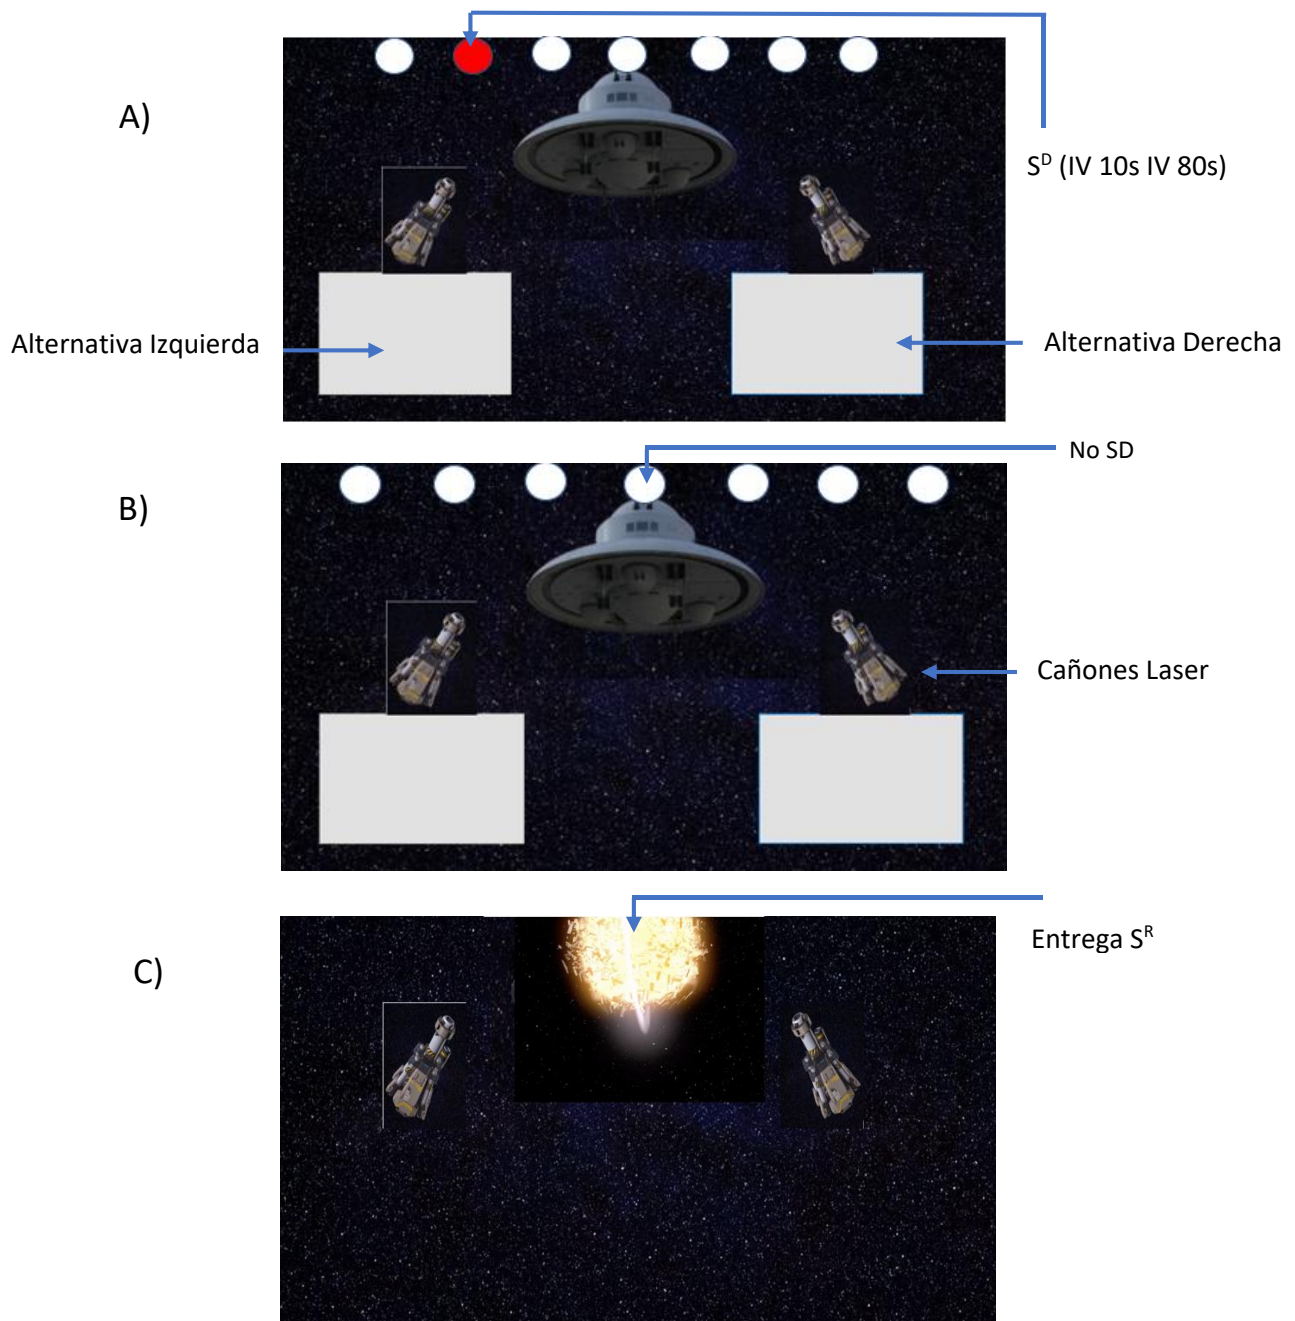 A)
S^D (IV 10s IV 80s)
Alternativa Izquierda
Alternativa Derecha
No SD
B)
Cañones Laser
Entrega S^R
C)